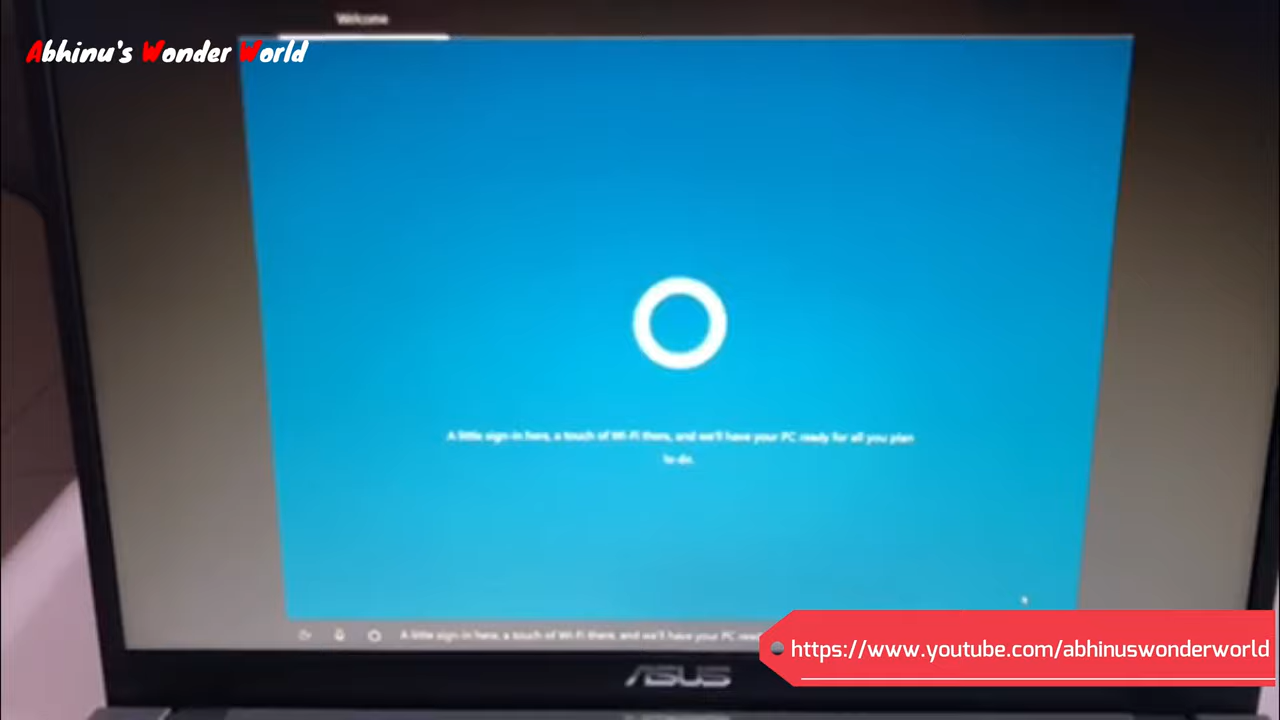 Welcome
Abhinu's Wonder World
A little sign-in here, a touch of Wi-Fi there, and we'll have your PC ready for all you plan
to do.
A little sign-in here, a touch of Wi-Fi there, and we'll have your PC
https://www.youtube.com/abhinuswonderworld
ASUS